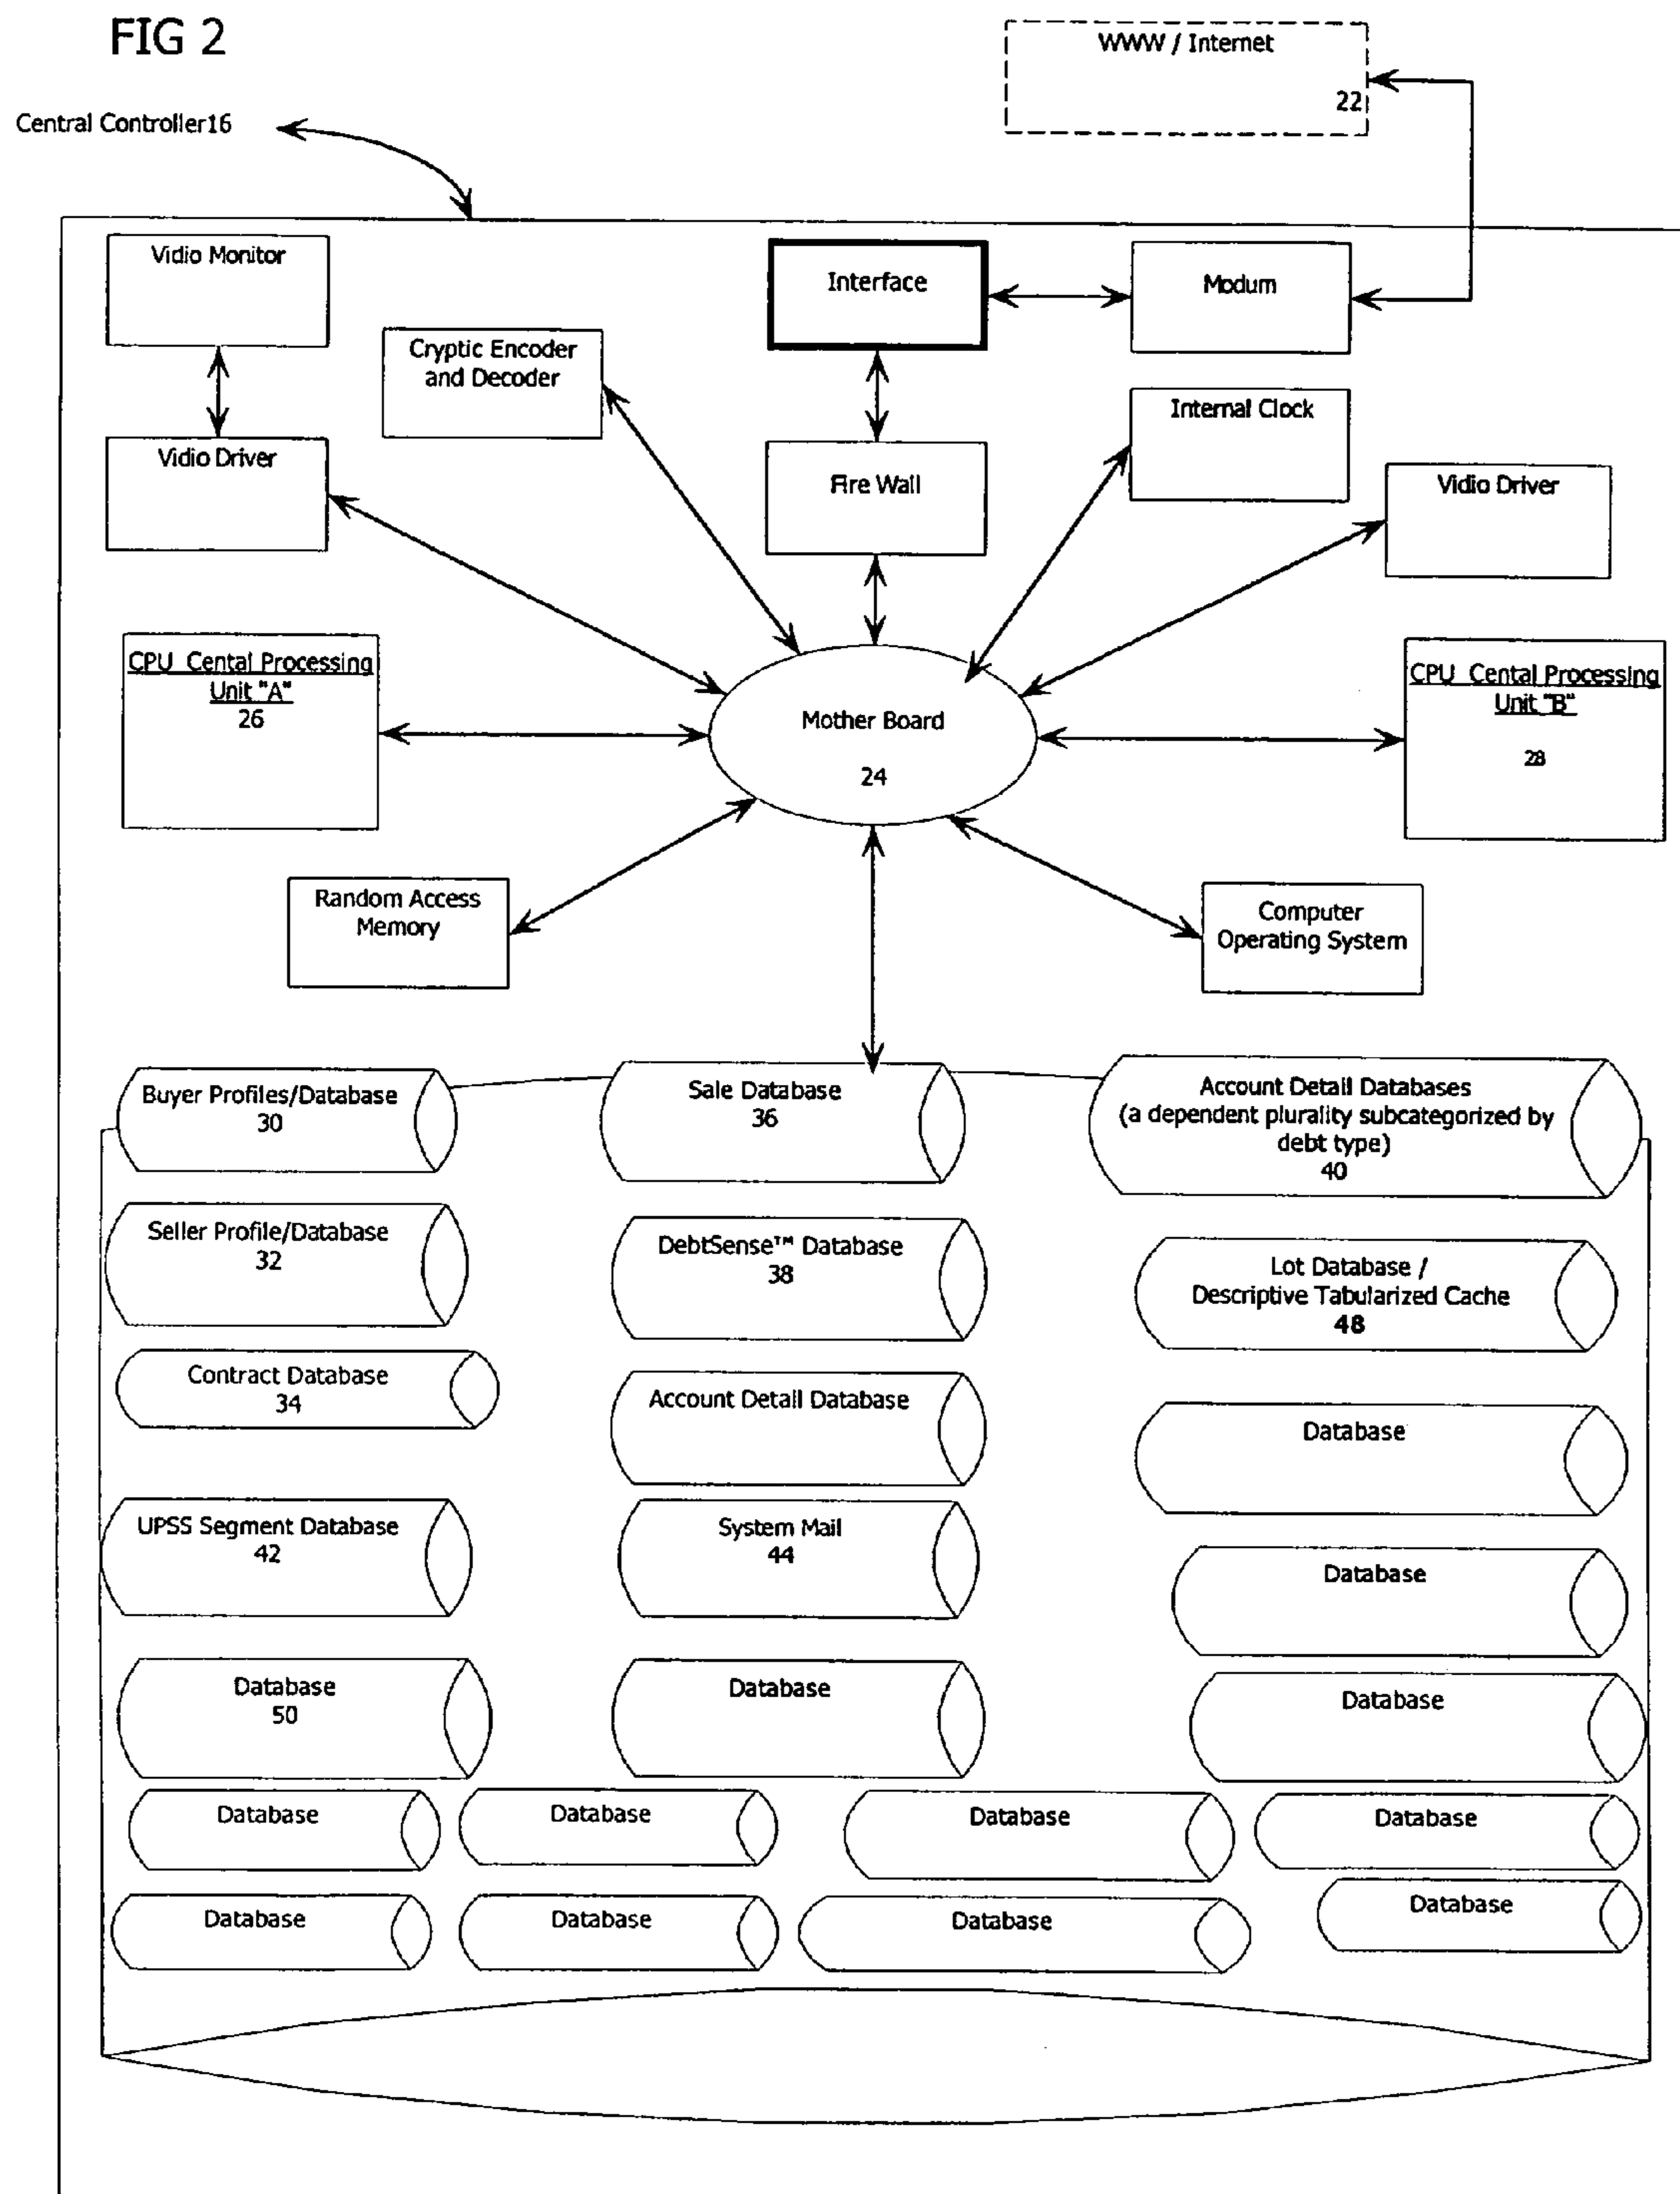 FIG 2
WWW / Internet
22
Central Controller16
Vidio Monitor
Interface
Modum
Cryptic Encoder
and Decoder
Internal Clock
Vidio Driver
Fire Wall
Vidio Driver
CPU Cental Processing
Unit "A"
26
Mother Board
24
CPU Cental Processing
Unit "B"
28
Random Access
Memory
Computer
Operating System
Buyer Profiles/Database
30
Sale Database
36
Account Detail Databases
(a dependent plurality subcategorized by
debt type)
40
Seller Profile/Database
32
DebtSense™ Database
38
Lot Database /
Descriptive Tabularized Cache
48
Contract Database
34
Account Detail Database
Database
UPSS Segment Database
42
System Mail
44
Database
Database
50
Database
Database
Database
Database
Database
Database
Database
Database
Database
Database